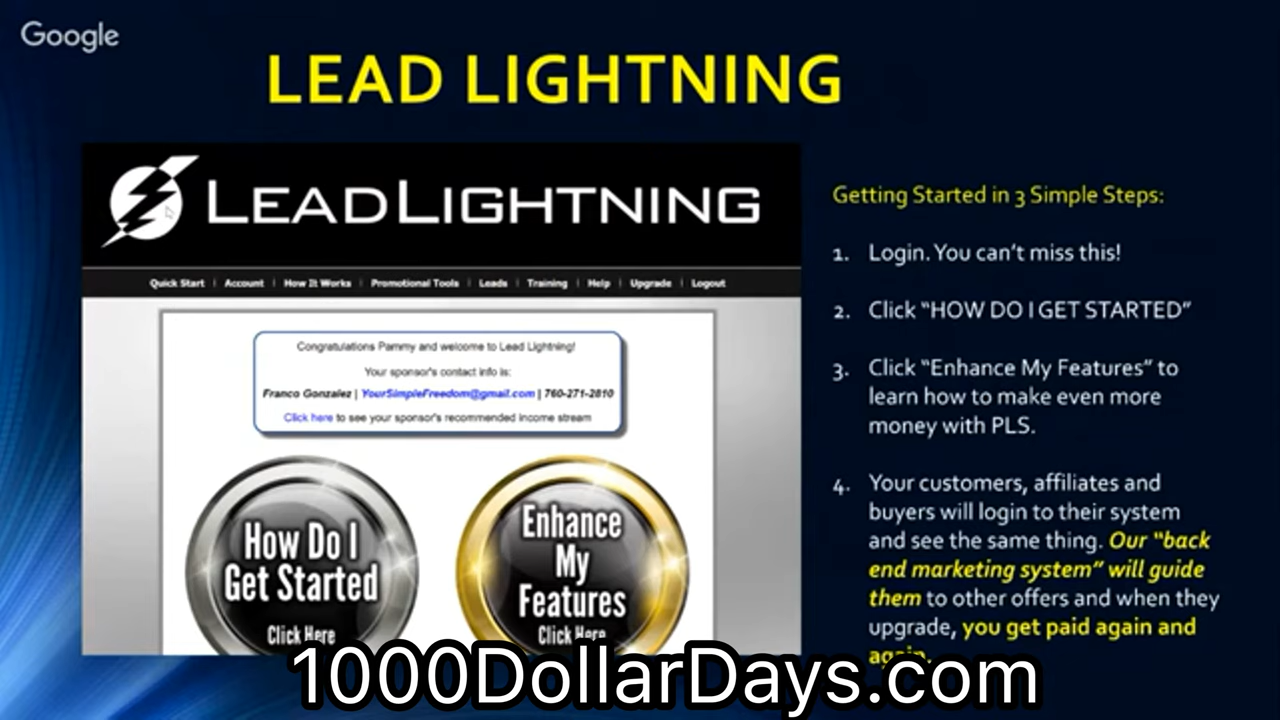 Google
LEAD LIGHTNING
LEADLIGHTNING
Quick Start | Account | How It Works | Promotional Tools | Leads | Training | Help | Upgrade | Logout
Congratulations Pammy and welcome to Lead Lightning!
Your sponsor's contact info is:
Franco Gonzalez | YourSimpleFreedom@gmail.com | 760-271-2810
Click here to see your sponsor's recommended income stream
How Do I
Get Started
Click Here
Enhance
My
Features
Click Here
Getting Started in 3 Simple Steps:
1. Login. You can't miss this!
2. Click "HOW DO I GET STARTED"
3. Click "Enhance My Features" to
learn how to make even more
money with PLS.
4. Your customers, affiliates and
buyers will login to their system
and see the same thing. Our "back
end marketing system" will guide
them to other offers and when they
upgrade, you get paid again and
again.
1000DollarDays.com